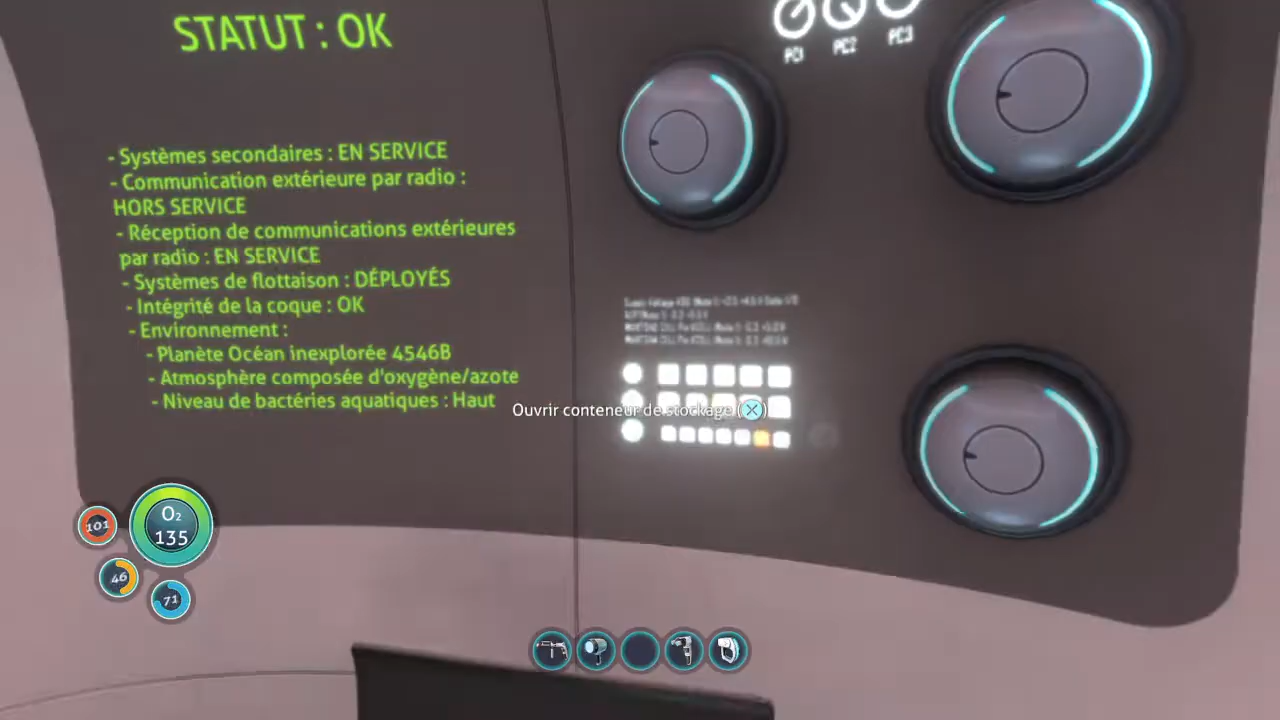 STATUT : OK
PC1 PC2 PC3
- Systèmes secondaires : EN SERVICE
- Communication extérieure par radio :
HORS SERVICE
- Réception de communications extérieures
par radio : EN SERVICE
- Systèmes de flottaison : DÉPLOYÉS
- Intégrité de la coque : OK
- Environnement :
- Planète Océan inexplorée 4546B
- Atmosphère composée d'oxygène/azote
- Niveau de bactéries aquatiques : Haut
Ouvrir conteneur de stockage (X)
O₂
135
101
46
71